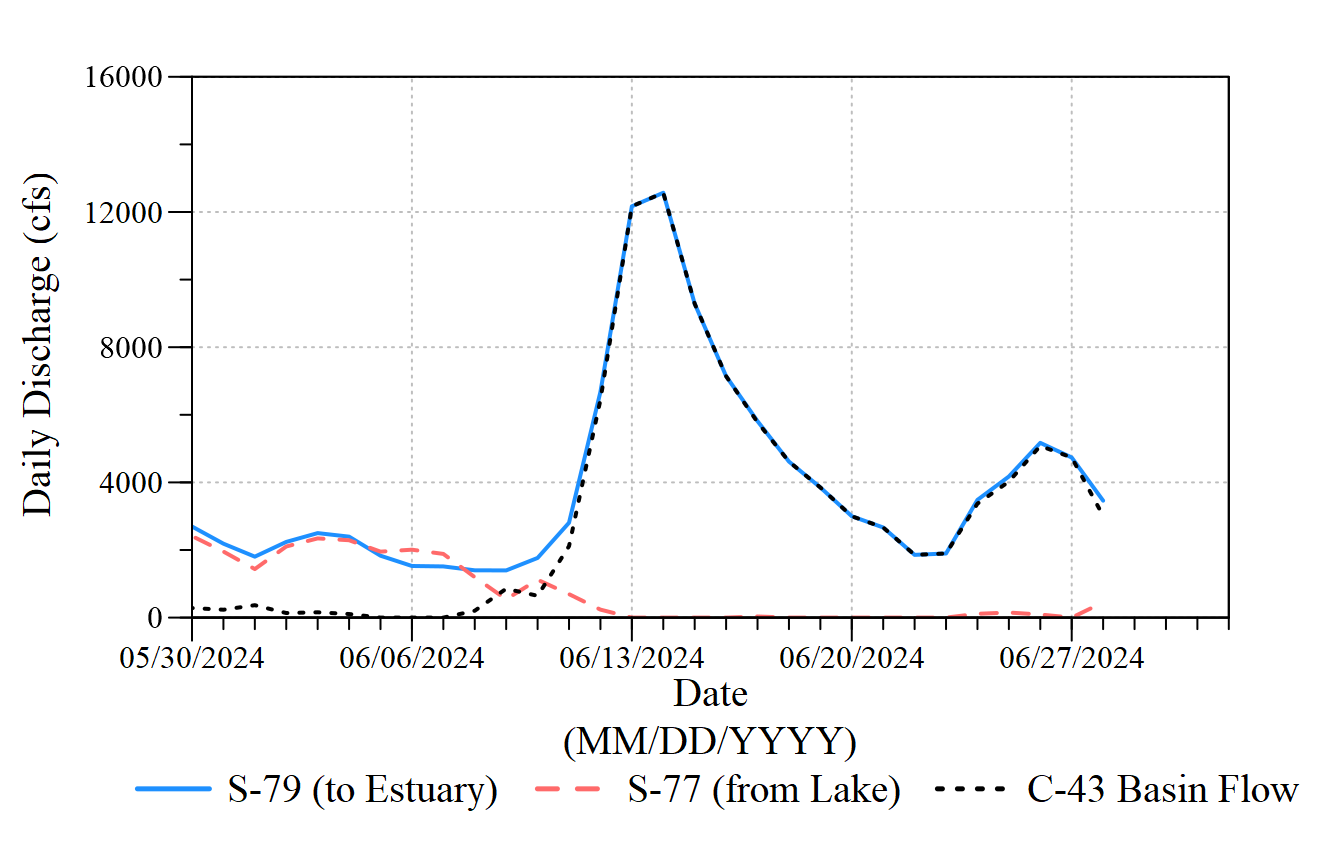 16000
12000
8000
4000
0
Daily Discharge (cfs)
05/30/2024 06/06/2024 06/13/2024 06/20/2024 06/27/2024
Date
(MM/DD/YYYY)
S-79 (to Estuary) S-77 (from Lake) C-43 Basin Flow